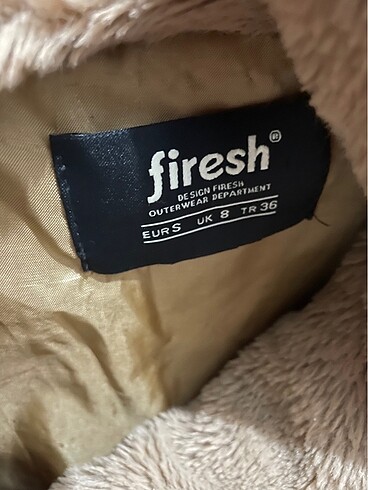 firesh®
DESIGN FIRESH
OUTERWEAR DEPARTMENT
EUR S UK 8 TR 36